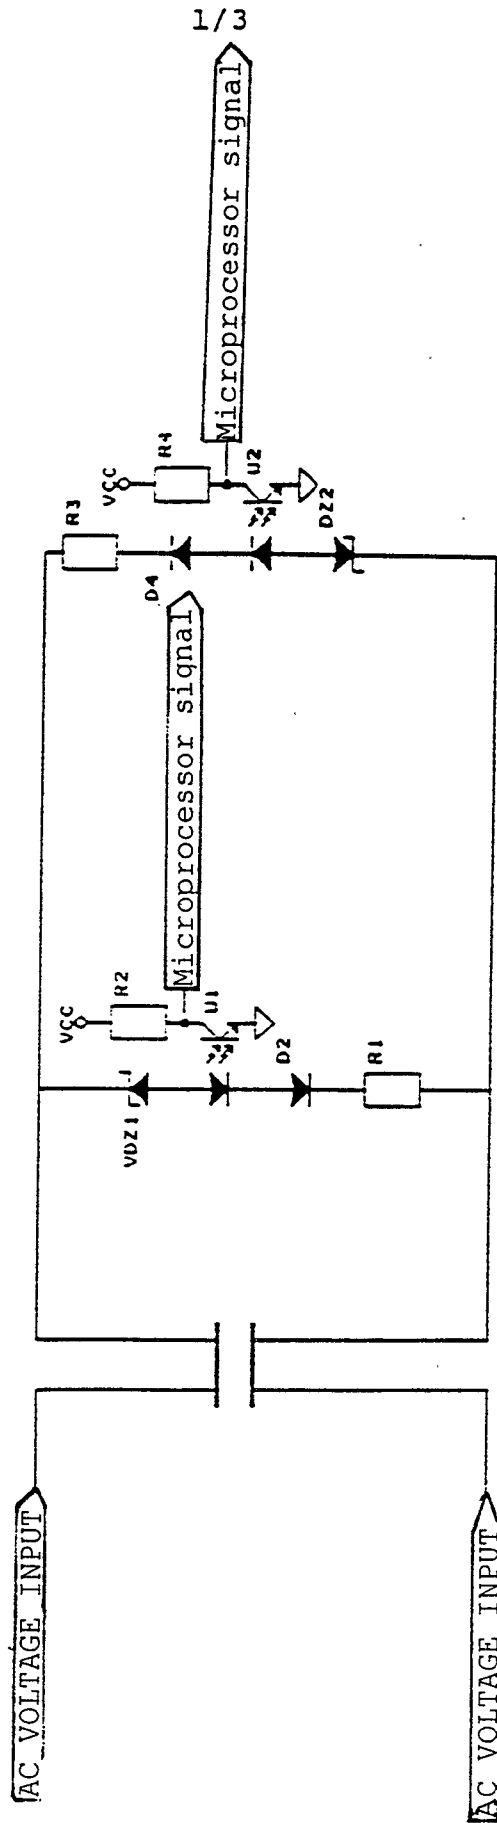 1/3
AC VOLTAGE INPUT
AC VOLTAGE INPUT
VDZ1
VCC
R2
U1
D2
R1
Microprocessor signal
D4
R3
VCC
R4
U2
DZ2
Microprocessor signal